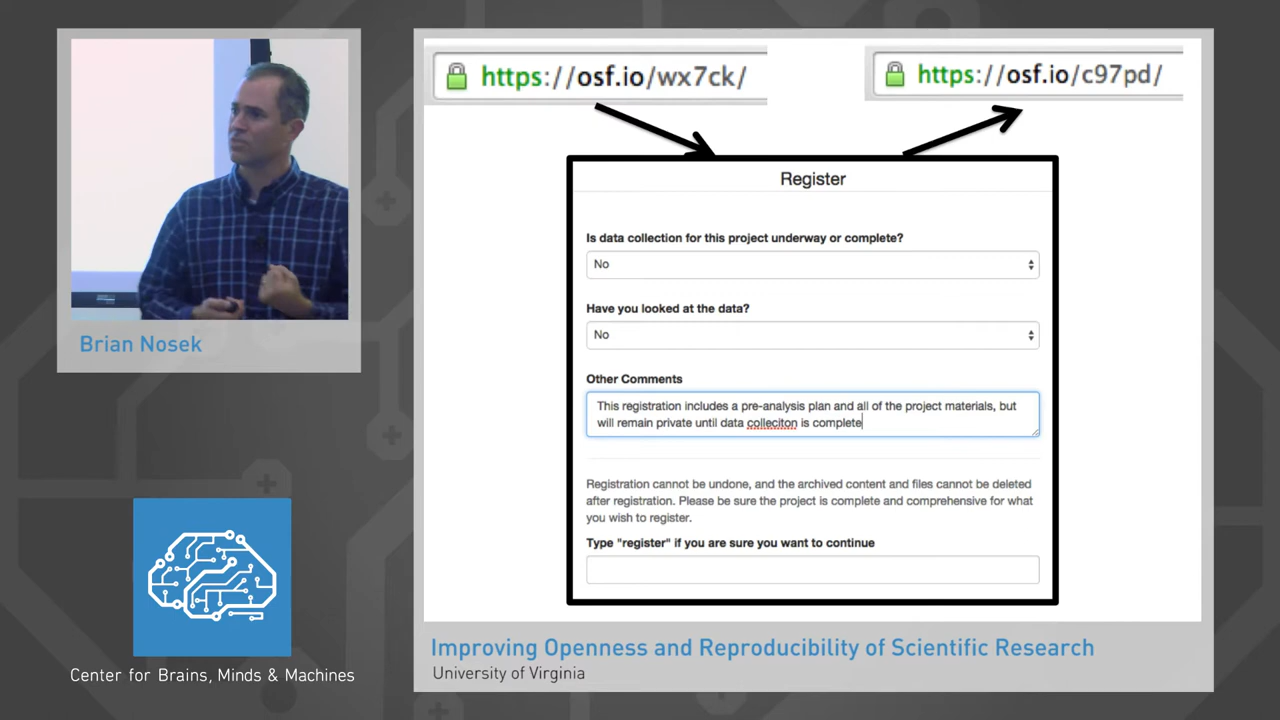 https://osf.io/wx7ck/
https://osf.io/c97pd/
Register
Is data collection for this project underway or complete?
No
Have you looked at the data?
No
Other Comments
This registration includes a pre-analysis plan and all of the project materials, but
will remain private until data colleciton is complete
Registration cannot be undone, and the archived content and files cannot be deleted
after registration. Please be sure the project is complete and comprehensive for what
you wish to register.
Type "register" if you are sure you want to continue
Brian Nosek
Center for Brains, Minds & Machines
Improving Openness and Reproducibility of Scientific Research
University of Virginia